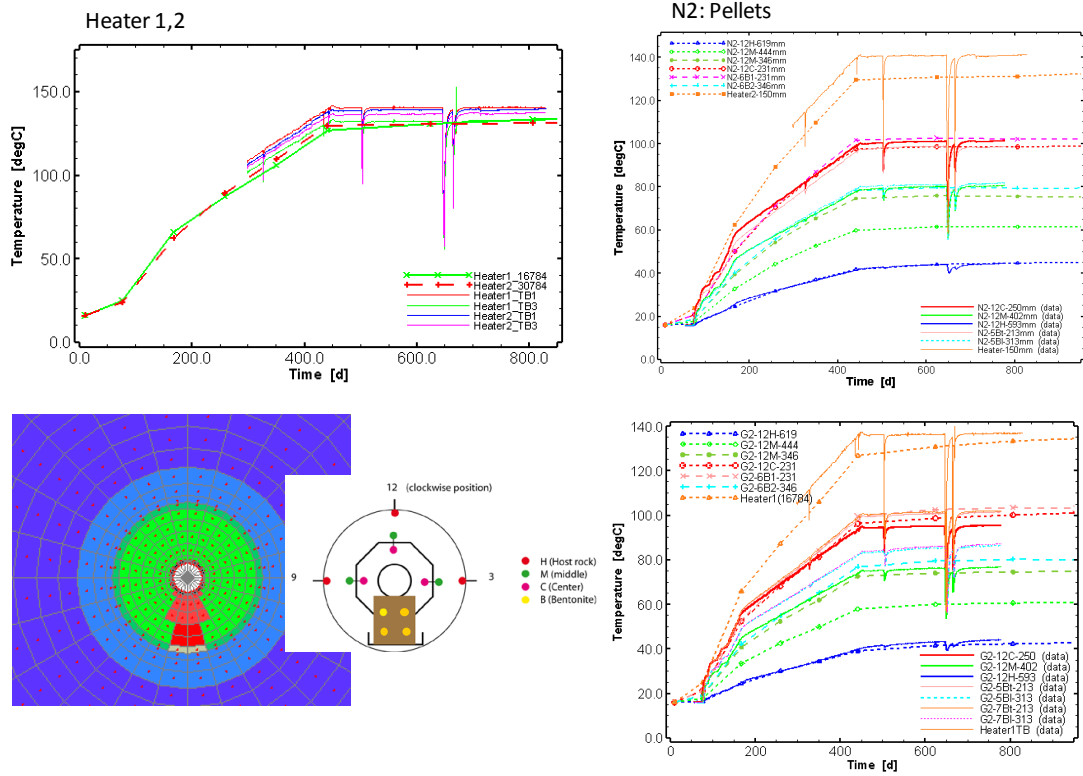 Heater 1,2
Temperature [degC]
150.0
100.0
50.0
0.0
0.0
200.0
400.0
600.0
800.0
Time [d]
Heater1_16784
Heater2_30784
Heater1_TB1
Heater1_TB3
Heater2_TB1
Heater2_TB3
N2: Pellets
Temperature [degC]
140.0
120.0
100.0
80.0
60.0
40.0
20.0
0.0
0
200
400
600
800
Time [d]
N2-12H-619mm
N2-12M-444mm
N2-12M-346mm
N2-12C-231mm
N2-6B1-231mm
N2-6B2-346mm
Heater2-150mm
N2-12C-250mm (data)
N2-12M-402mm (data)
N2-12H-593mm (data)
N2-5Bt-213mm (data)
N2-5Bl-313mm (data)
Heater-150mm (data)
12 (clockwise position)
9
3
H (Host rock)
M (middle)
C (Center)
B (Bentonite)
Temperature [degC]
140.0
120.0
100.0
80.0
60.0
40.0
20.0
0.0
0
200
400
600
800
Time [d]
G2-12H-619
G2-12M-444
G2-12M-346
G2-12C-231
G2-6B1-231
G2-6B2-346
Heater1(16784)
G2-12C-250 (data)
G2-12M-402 (data)
G2-12H-593 (data)
G2-5Bt-213 (data)
G2-5Bl-313 (data)
G2-7Bt-213 (data)
G2-7Bl-313 (data)
Heater1TB (data)